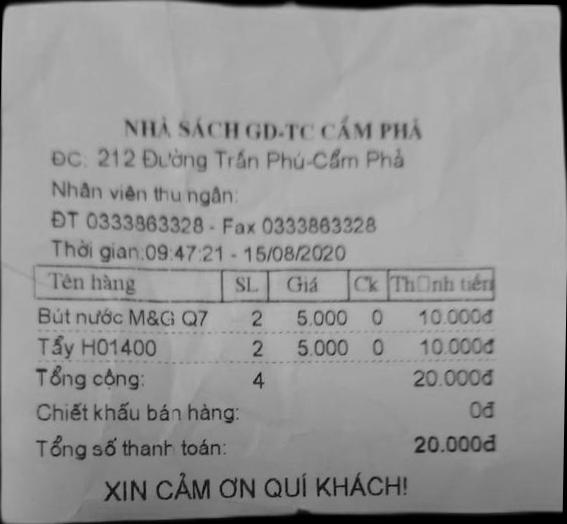 NHÀ SÁCH GD-TC CẨM PHẢ
ĐC: 212 Đường Trần Phú-Cẩm Phả
Nhân viên thu ngân:
ĐT 0333863328 - Fax 0333863328
Thời gian:09:47:21 - 15/08/2020
Tên hàng SL Giá Ck Th□nh tiền
Bút nước M&G Q7 2 5.000 0 10.000đ
Tẩy H01400 2 5.000 0 10.000đ
Tổng cộng: 4 20.000đ
Chiết khấu bán hàng: 0đ
Tổng số thanh toán: 20.000đ
XIN CẢM ƠN QUÍ KHÁCH!